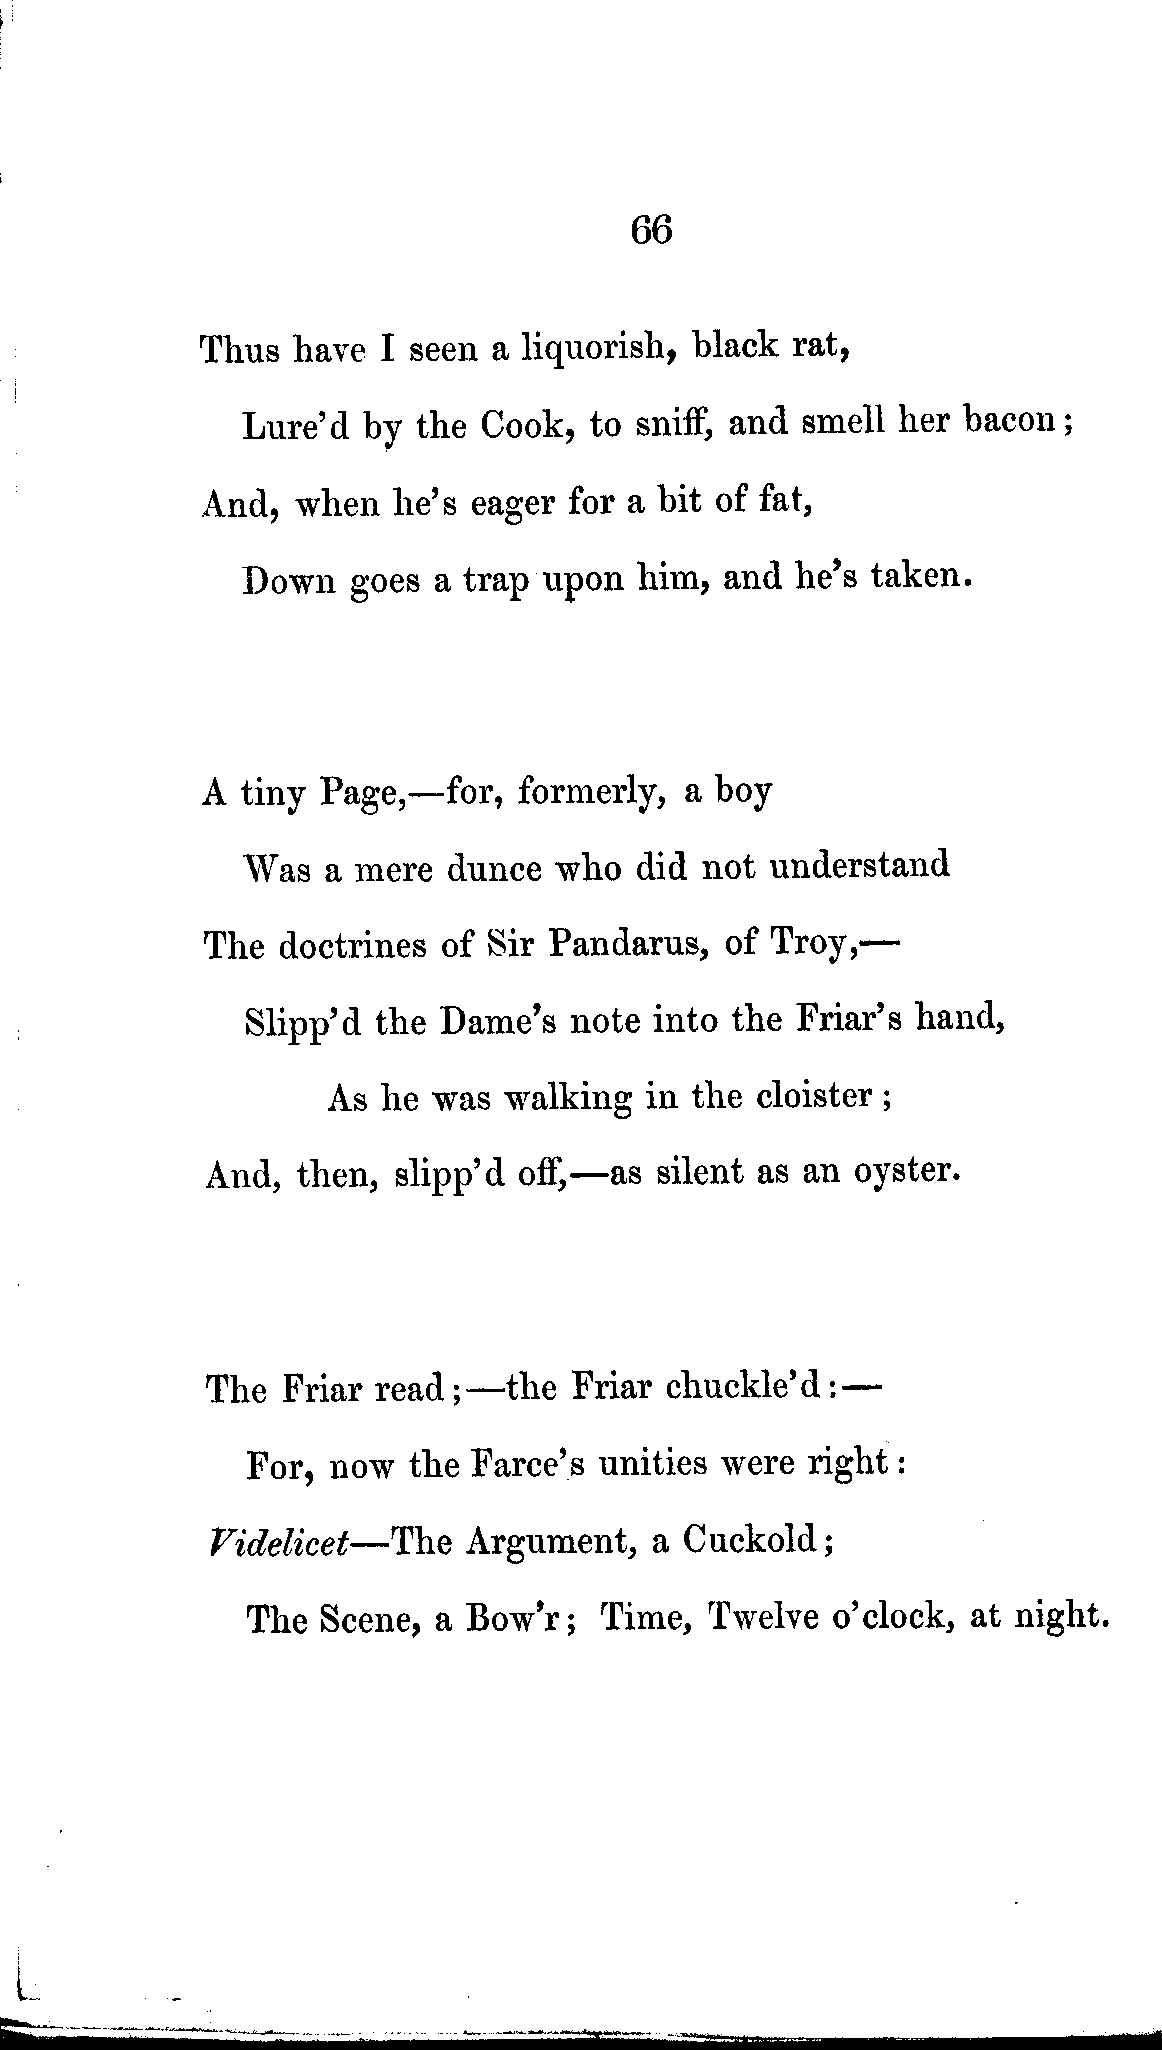 66
Thus have I seen a liquorish, black rat,
Lure'd by the Cook, to sniff, and smell her bacon;
And, when he's eager for a bit of fat,
Down goes a trap upon him, and he's taken.
A tiny Page,—for, formerly, a boy
Was a mere dunce who did not understand
The doctrines of Sir Pandarus, of Troy,—
Slipp'd the Dame's note into the Friar's hand,
As he was walking in the cloister;
And, then, slipp'd off,—as silent as an oyster.
The Friar read;—the Friar chuckle'd:—
For, now the Farce's unities were right:
Videlicet—The Argument, a Cuckold;
The Scene, a Bow'r; Time, Twelve o'clock, at night.